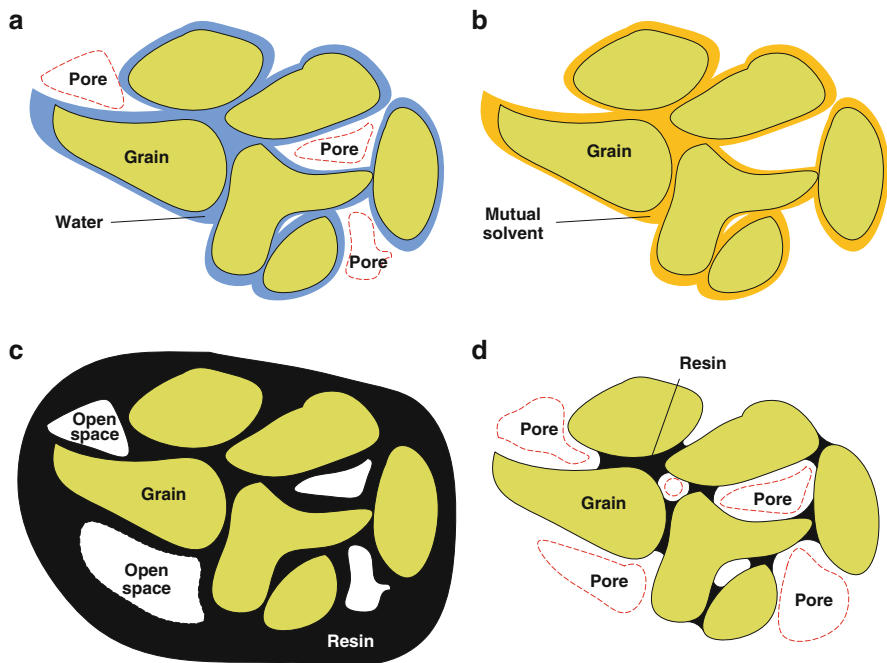 a
Pore
Grain
Pore
Water
Pore
b
Grain
Mutual
solvent
c
Open
space
Grain
Open
space
Resin
d
Resin
Pore
Grain
Pore
Pore
Pore